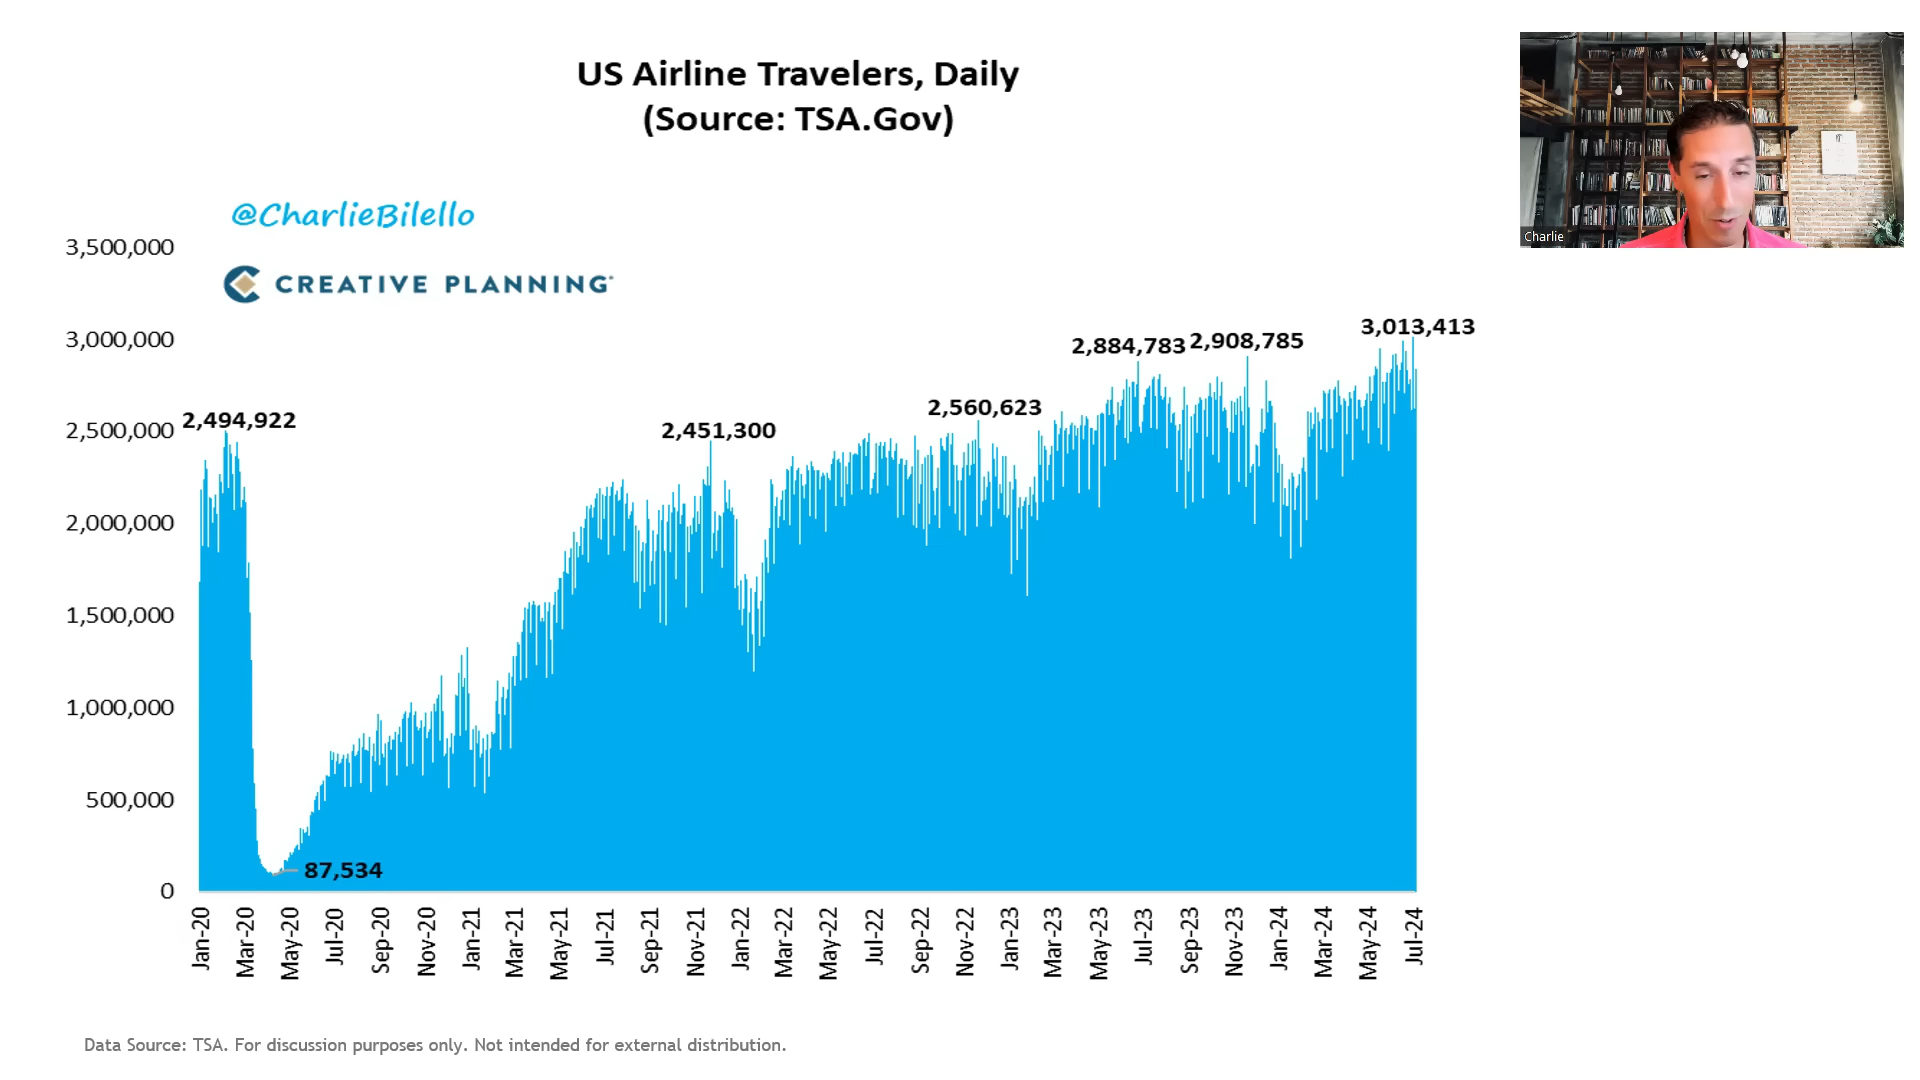 US Airline Travelers, Daily
(Source: TSA.Gov)
@CharlieBilello
CREATIVE PLANNING
Charlie
3,500,000
3,000,000
2,500,000
2,000,000
1,500,000
1,000,000
500,000
0
2,494,922
87,534
2,451,300
2,560,623
2,884,783
2,908,785
3,013,413
Jan-20
Mar-20
May-20
Jul-20
Sep-20
Nov-20
Jan-21
Mar-21
May-21
Jul-21
Sep-21
Nov-21
Jan-22
Mar-22
May-22
Jul-22
Sep-22
Nov-22
Jan-23
Mar-23
May-23
Jul-23
Sep-23
Nov-23
Jan-24
Mar-24
May-24
Jul-24
Data Source: TSA. For discussion purposes only. Not intended for external distribution.